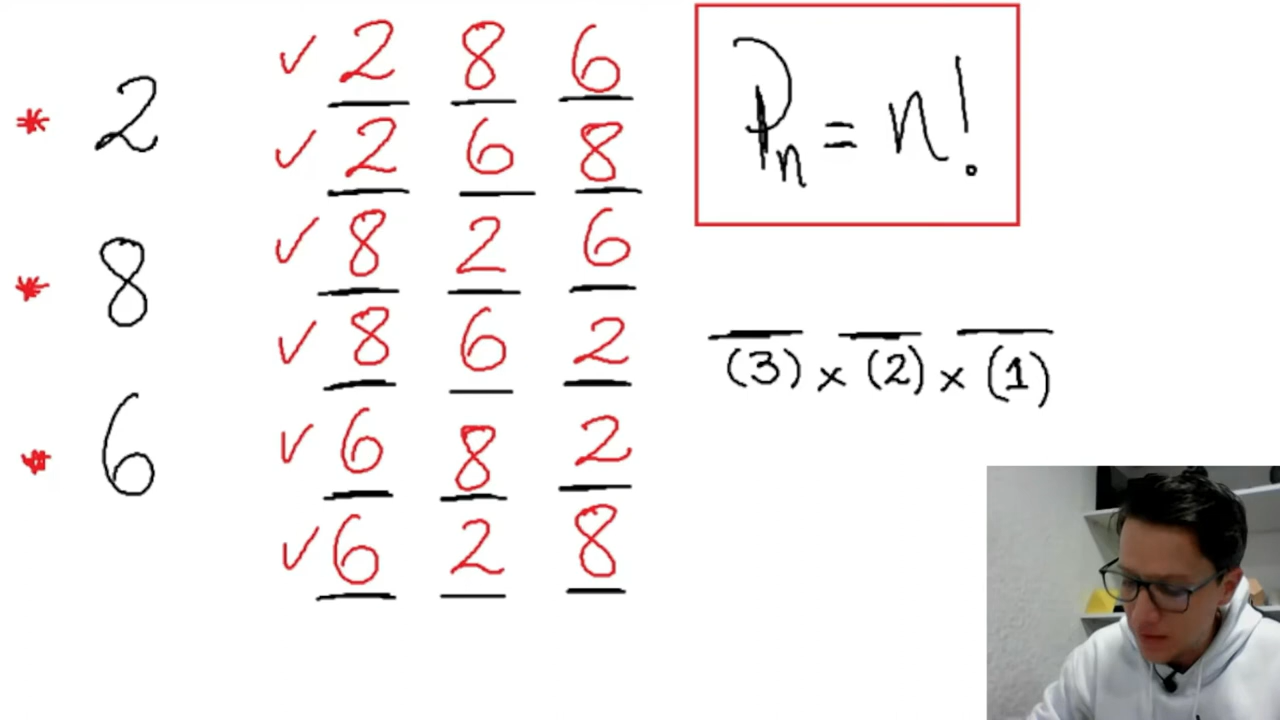 * 2
* 8
* 6
✓ 2 8 6
✓ 2 6 8
✓ 8 2 6
✓ 8 6 2
✓ 6 8 2
✓ 6 2 8
Pn = n!
(3) x (2) x (1)